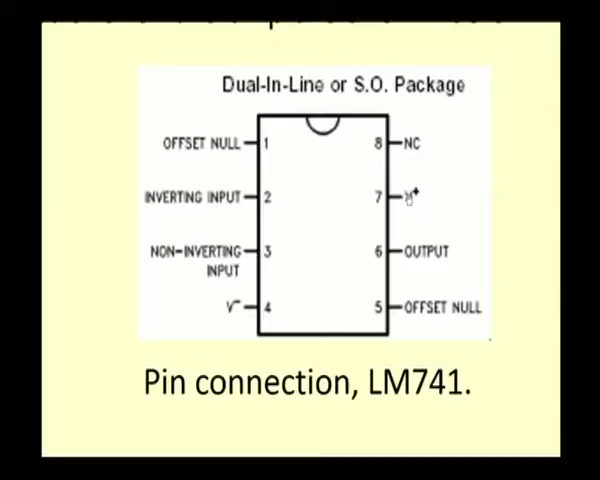 Dual-In-Line or S.O. Package
OFFSET NULL 1
8 NC
INVERTING INPUT 2
7 V+
NON-INVERTING INPUT 3
6 OUTPUT
V- 4
5 OFFSET NULL
Pin connection, LM741.